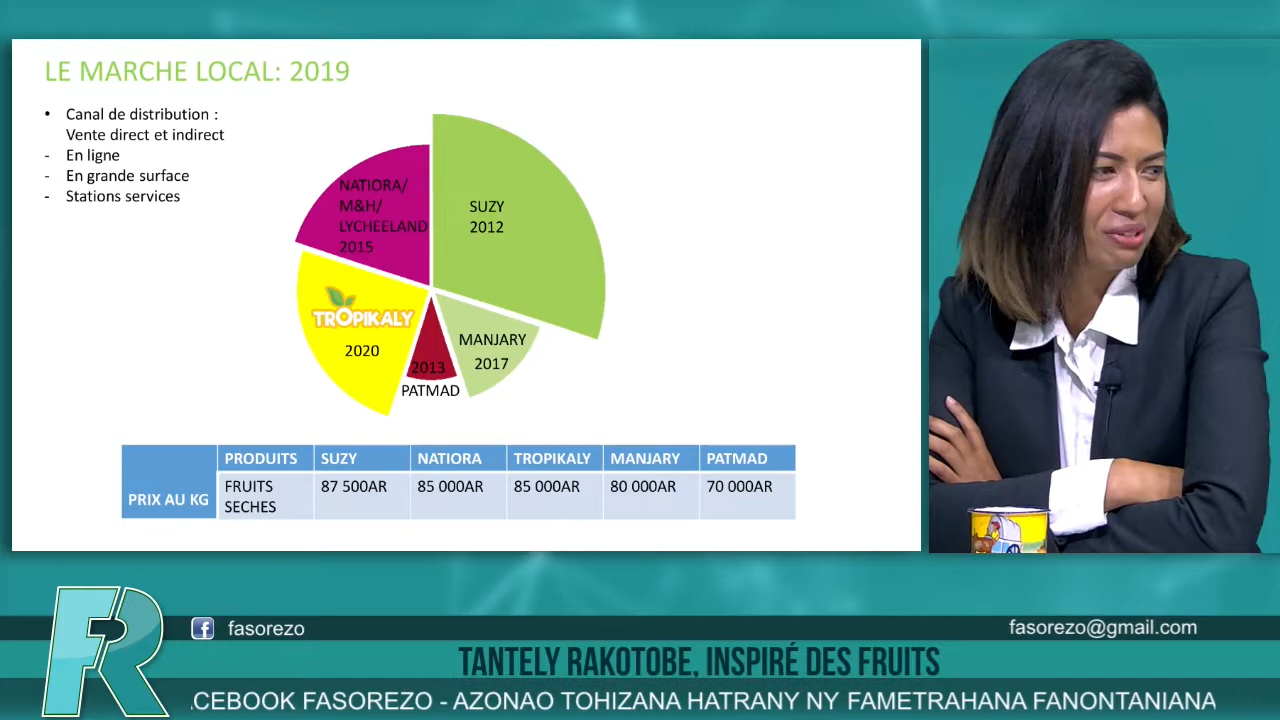 LE MARCHE LOCAL: 2019
• Canal de distribution :
Vente direct et indirect
- En ligne
- En grande surface
- Stations services
NATIORA/
M&H/
LYCHEELAND
2015
SUZY
2012
TROPIKALY
2020
MANJARY
2017
2013
PATMAD
PRIX AU KG
PRODUITS SUZY NATIORA TROPIKALY MANJARY PATMAD
FRUITS 87 500AR 85 000AR 85 000AR 80 000AR 70 000AR
SECHES
FR
fasorezo
fasorezo@gmail.com
TANTELY RAKOTOBE, INSPIRÉ DES FRUITS
CEBOOK FASOREZO - AZONAO TOHIZANA HATRANY NY FAMETRAHANA FANONTANIANA